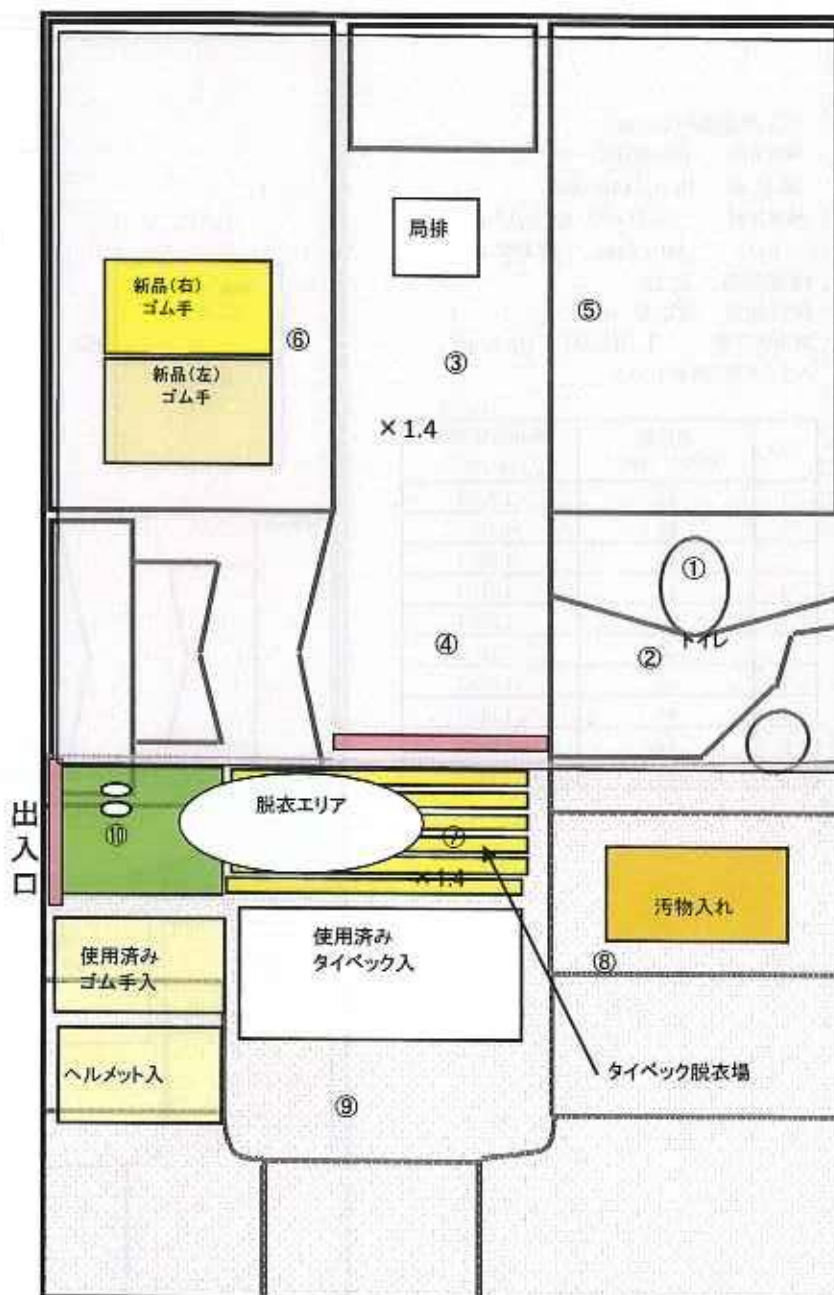 局排
新品(右)
ゴム手
⑤
⑥
新品(左)
ゴム手
③
×1.4
①
トイレ
②
④
出入口
脱衣エリア
⑩
⑦
×1.4
汚物入れ
使用済み
ゴム手入
使用済み
タイベック入
⑧
ヘルメット入
タイベック脱衣場
⑨